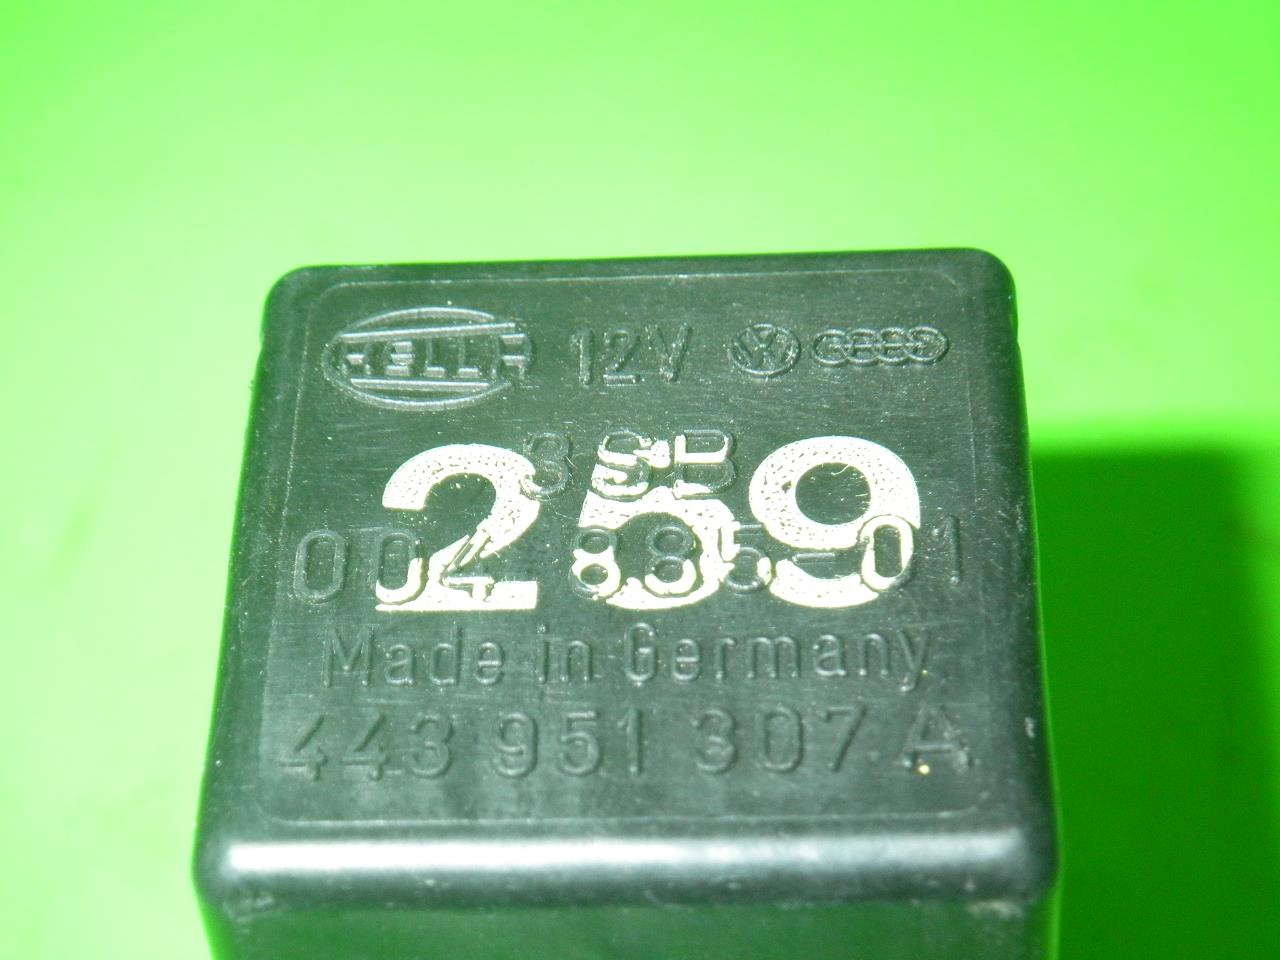 HELLA 12V
3SB
259
004 885-01
Made in Germany
443 951 307 A